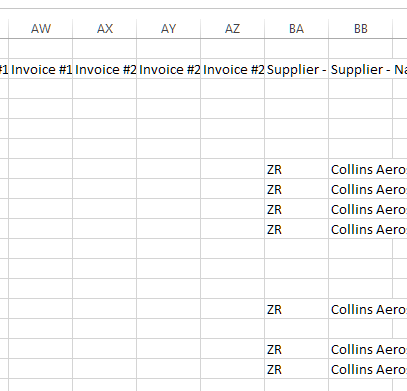 AW AX AY AZ BA BB
#1 Invoice #1 Invoice #2 Invoice #2 Invoice #2 Supplier - Supplier - Na
ZR Collins Aero
ZR Collins Aero
ZR Collins Aero
ZR Collins Aero
ZR Collins Aero
ZR Collins Aero
ZR Collins Aero